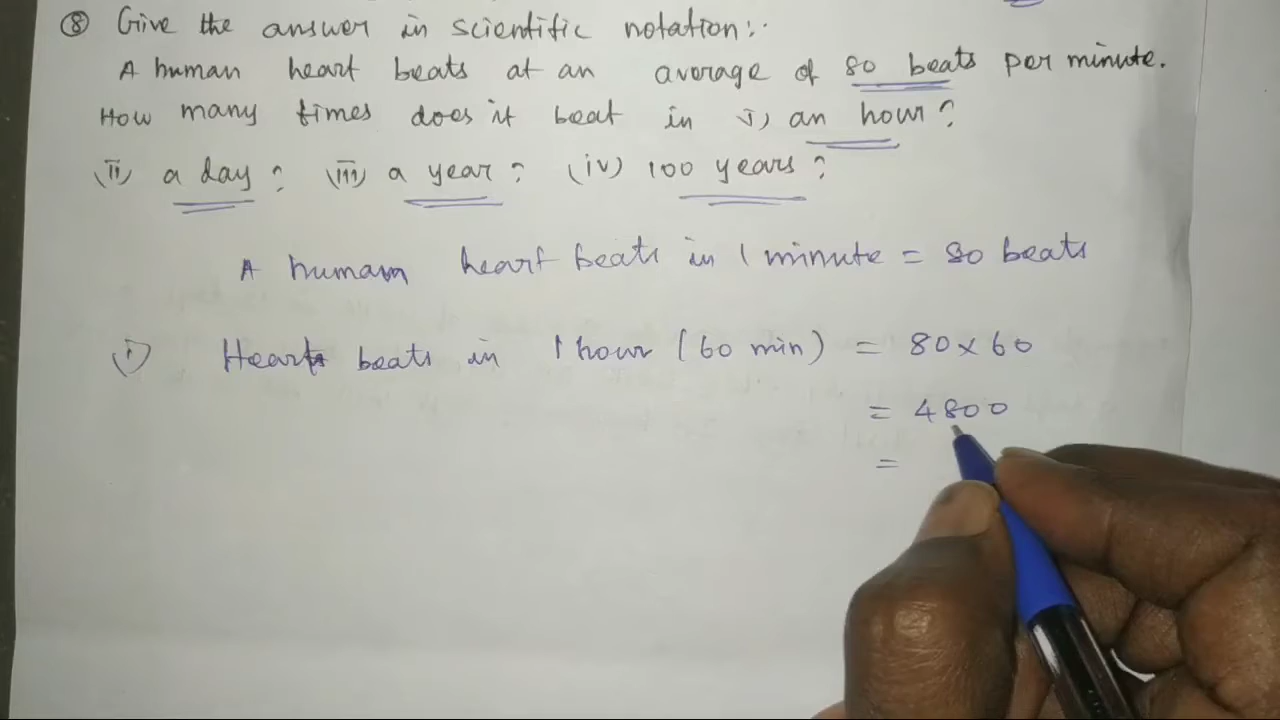 ⑧ Give the answer in scientific notation:.
A human heart beats at an average of 80 beats per minute.
How many times does it beat in i) an hour?
(ii) a day? (iii) a year? (iv) 100 years?
A human heart beats in 1 minute = 80 beats
i) Heart beats in 1 hour (60 min) = 80 × 60
= 4800
=